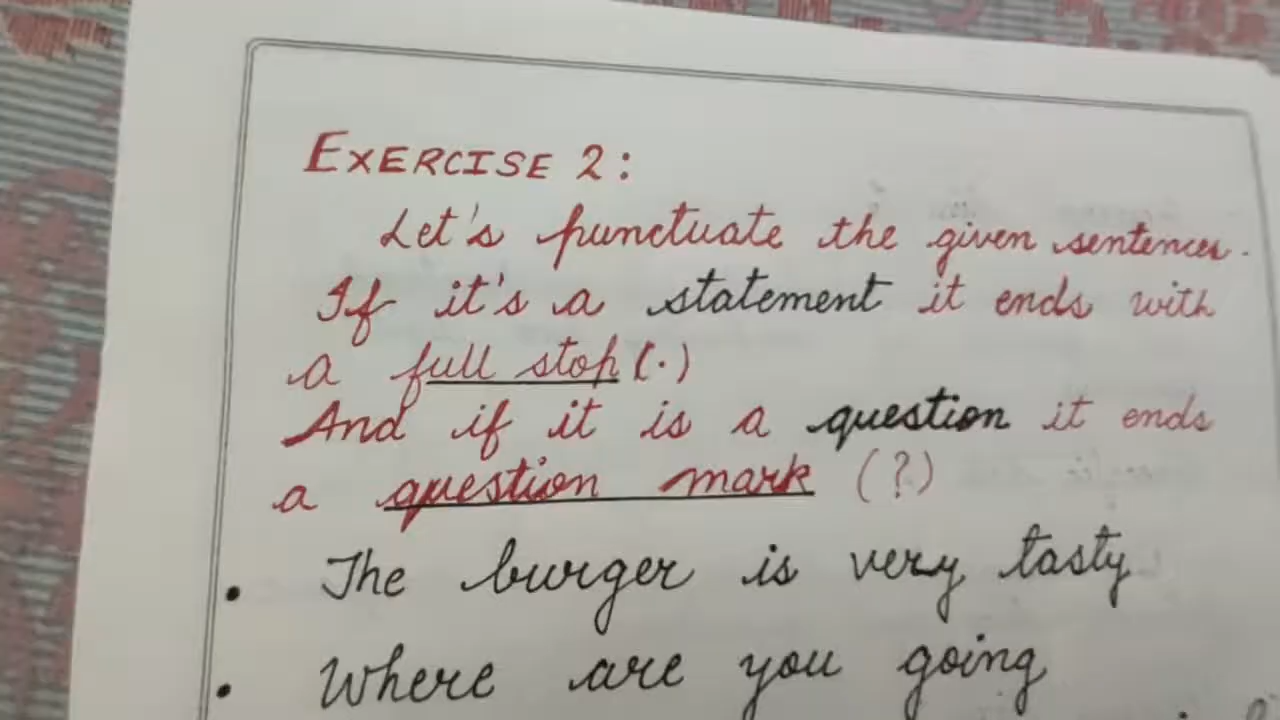 EXERCISE 2:
Let's punctuate the given sentences.
If it's a statement it ends with
a full stop (.)
And if it is a question it ends
a question mark (?)
• The burger is very tasty
• Where are you going